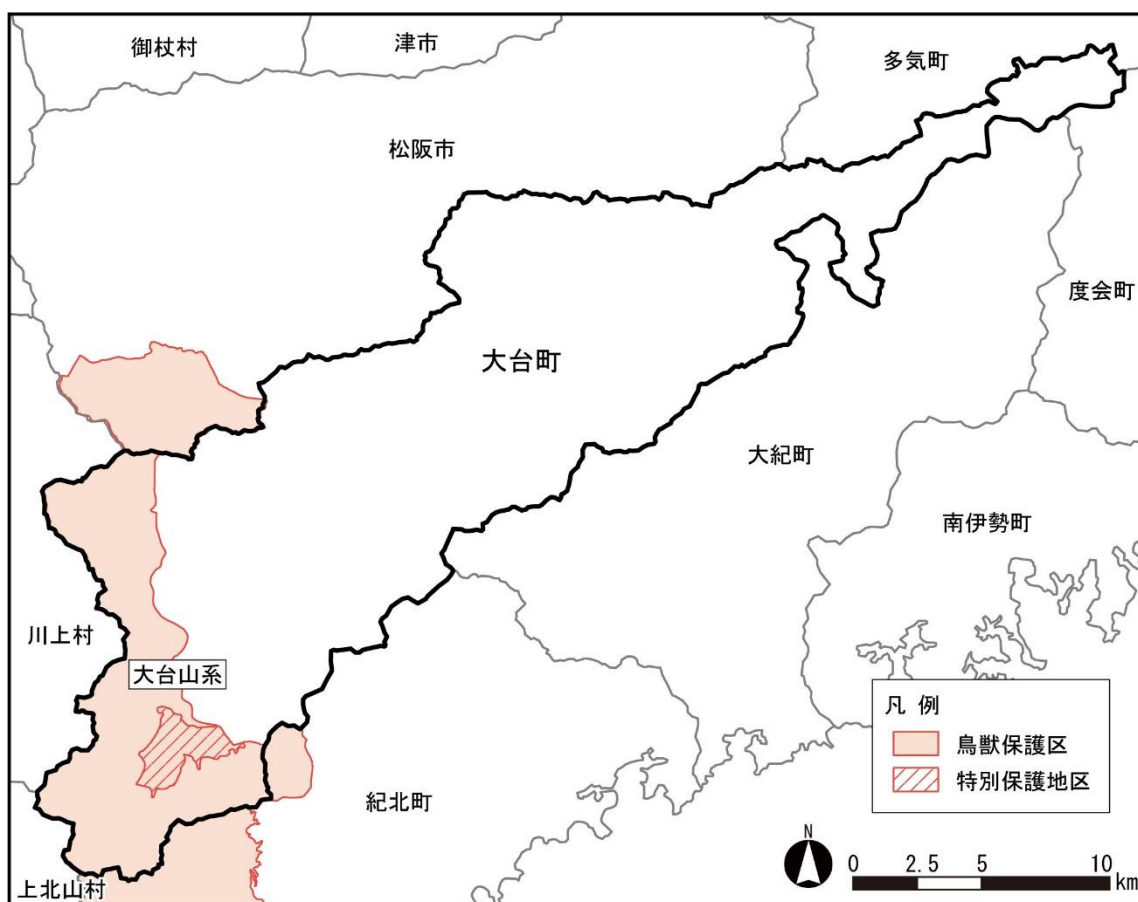 御杖村
津市
多気町
松阪市
度会町
大台町
大紀町
南伊勢町
川上村
大台山系
凡 例
鳥獣保護区
特別保護地区
紀北町
上北山村
N
0 2.5 5 10
km